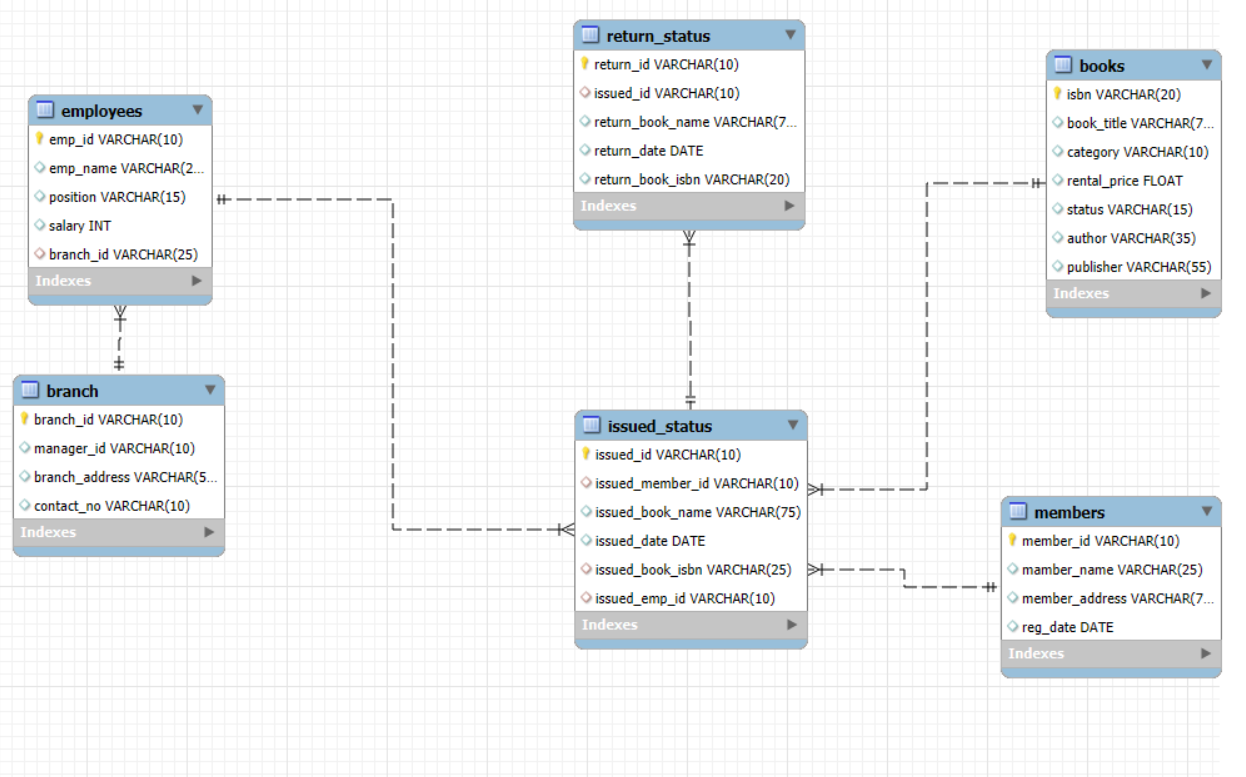 employees
emp_id VARCHAR(10)
emp_name VARCHAR(2...
position VARCHAR(15)
salary INT
branch_id VARCHAR(25)
Indexes
branch
branch_id VARCHAR(10)
manager_id VARCHAR(10)
branch_address VARCHAR(5...
contact_no VARCHAR(10)
Indexes
return_status
return_id VARCHAR(10)
issued_id VARCHAR(10)
return_book_name VARCHAR(7...
return_date DATE
return_book_isbn VARCHAR(20)
Indexes
issued_status
issued_id VARCHAR(10)
issued_member_id VARCHAR(10)
issued_book_name VARCHAR(75)
issued_date DATE
issued_book_isbn VARCHAR(25)
issued_emp_id VARCHAR(10)
Indexes
books
isbn VARCHAR(20)
book_title VARCHAR(7...
category VARCHAR(10)
rental_price FLOAT
status VARCHAR(15)
author VARCHAR(35)
publisher VARCHAR(55)
Indexes
members
member_id VARCHAR(10)
mamber_name VARCHAR(25)
member_address VARCHAR(7...
reg_date DATE
Indexes